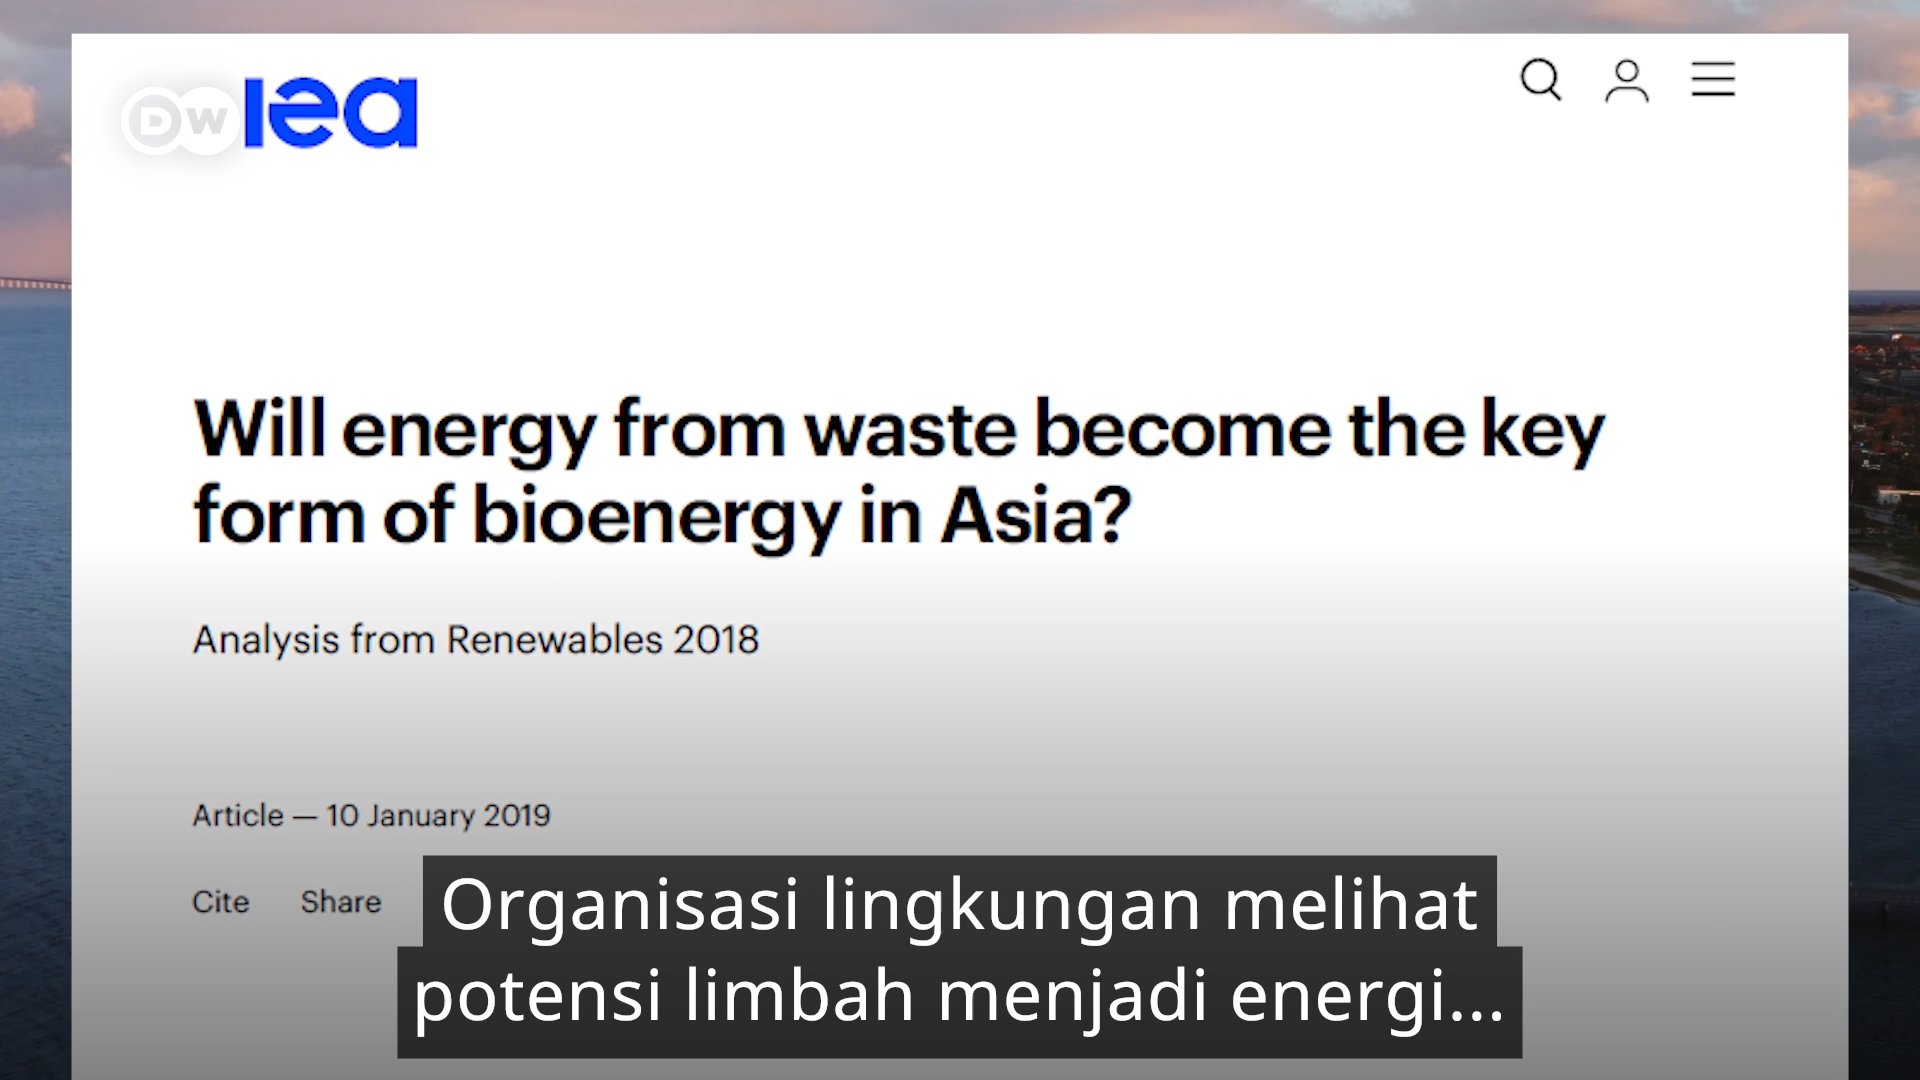 DW
iea
Will energy from waste become the key
form of bioenergy in Asia?
Analysis from Renewables 2018
Article — 10 January 2019
Cite Share
Organisasi lingkungan melihat
potensi limbah menjadi energi...